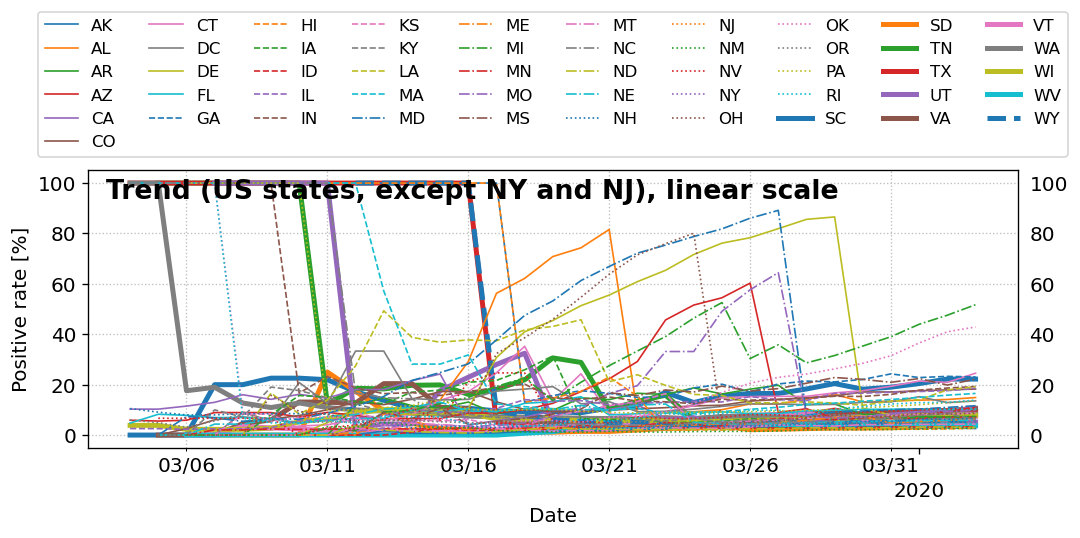 AK CT HI KS ME MT NJ OK SD VT
AL DC IA KY MI NC NM OR TN WA
AR DE ID LA MN ND NV PA TX WI
AZ FL IL MA MO NE NY RI UT WV
CA GA IN MD MS NH OH SC VA WY
CO
Trend (US states, except NY and NJ), linear scale
100 100
80 80
60 60
40 40
20 20
0 0
Positive rate [%]
03/06 03/11 03/16 03/21 03/26 03/31
2020
Date